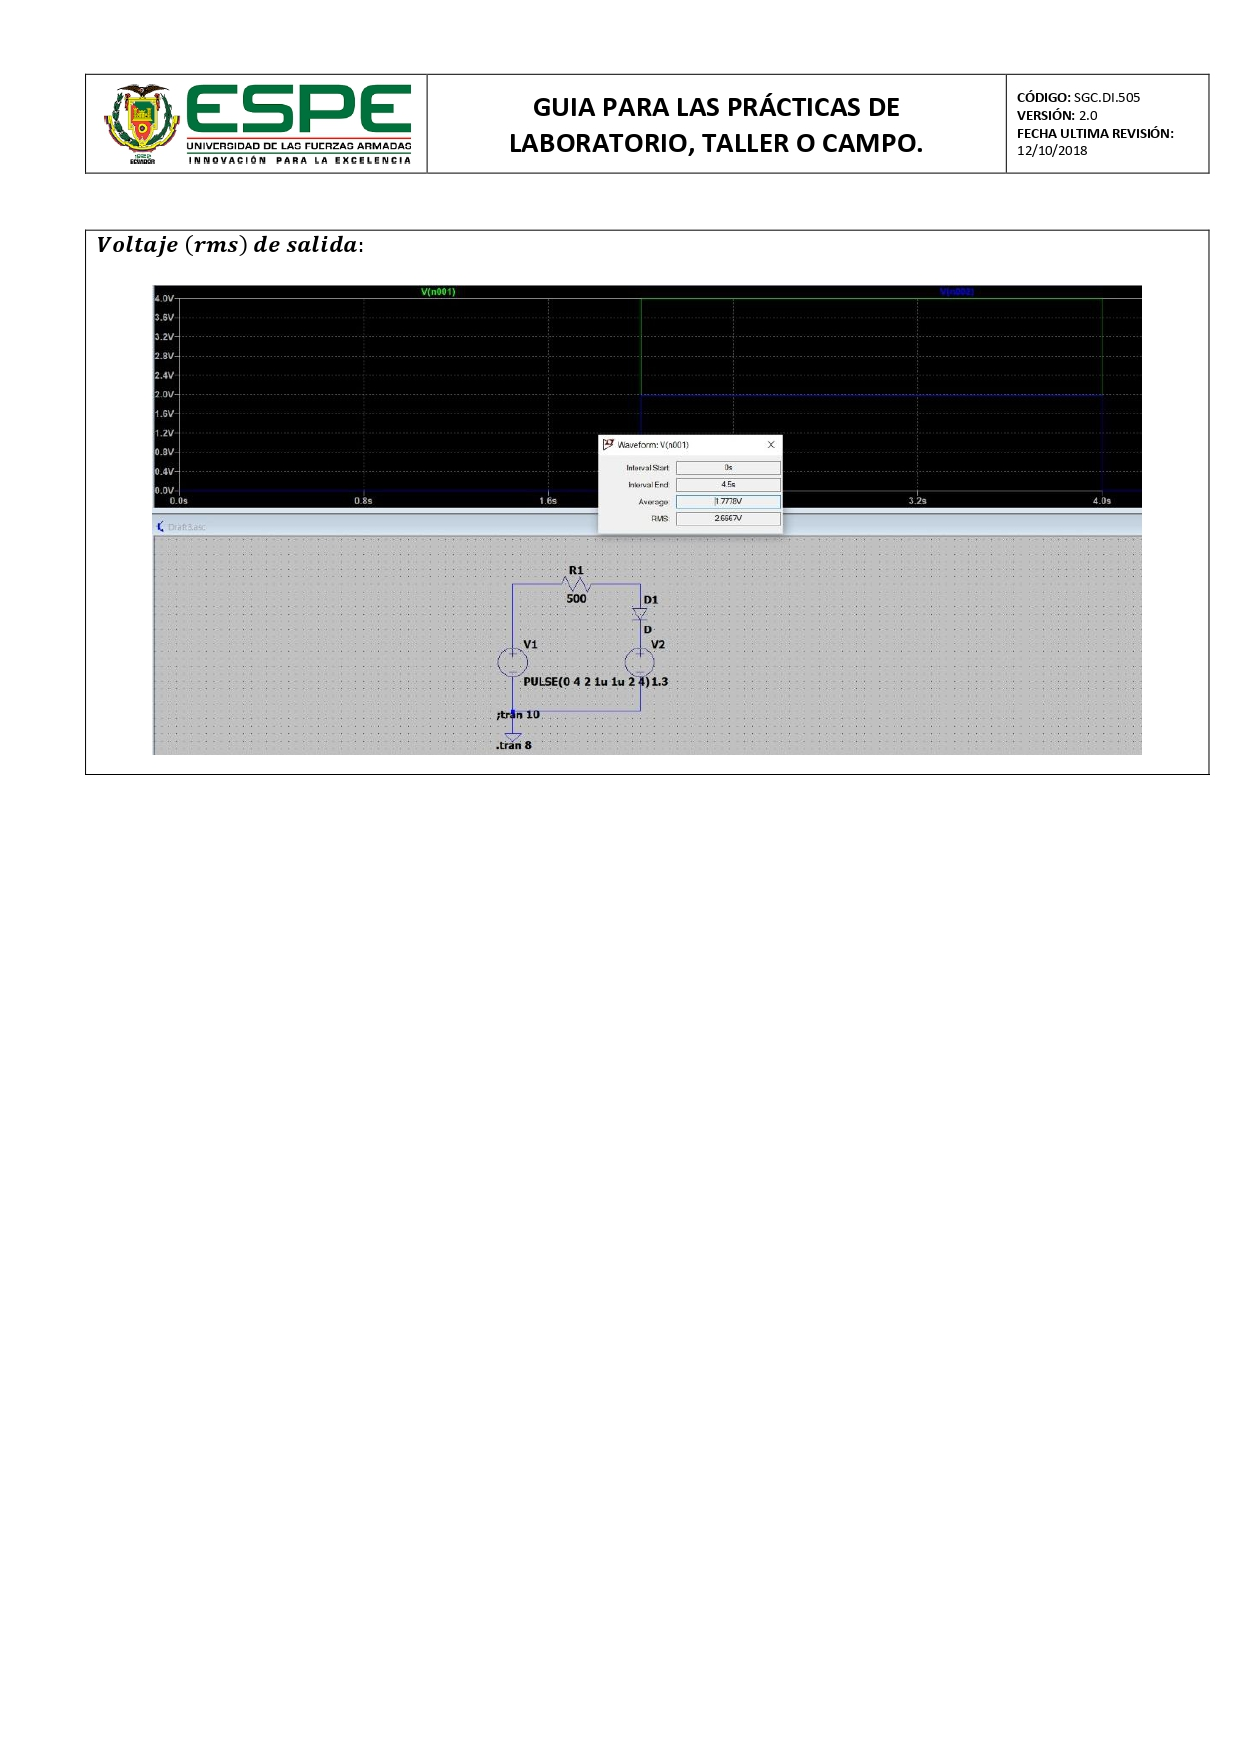 ESPE
UNIVERSIDAD DE LAS FUERZAS ARMADAS
INNOVACIÓN PARA LA EXCELENCIA
ECUADOR
GUIA PARA LAS PRÁCTICAS DE
LABORATORIO, TALLER O CAMPO.
CÓDIGO: SGC.DI.505
VERSIÓN: 2.0
FECHA ULTIMA REVISIÓN:
12/10/2018
Voltaje (rms) de salida:
V(n001)
V(n002)
4.0V
3.6V
3.2V
2.8V
2.4V
2.0V
1.6V
1.2V
0.8V
0.4V
0.0V
0.0s
0.8s
1.6s
3.2s
4.0s
Waveform: V(n001)
X
Interval Start: 0s
Interval End: 4.5s
Average: 1.7778V
RMS: 2.6667V
Draft3.asc
R1
500
D1
D
V1
V2
PULSE(0 4 2 1u 1u 2 4)
1.3
;tran 10
.tran 8